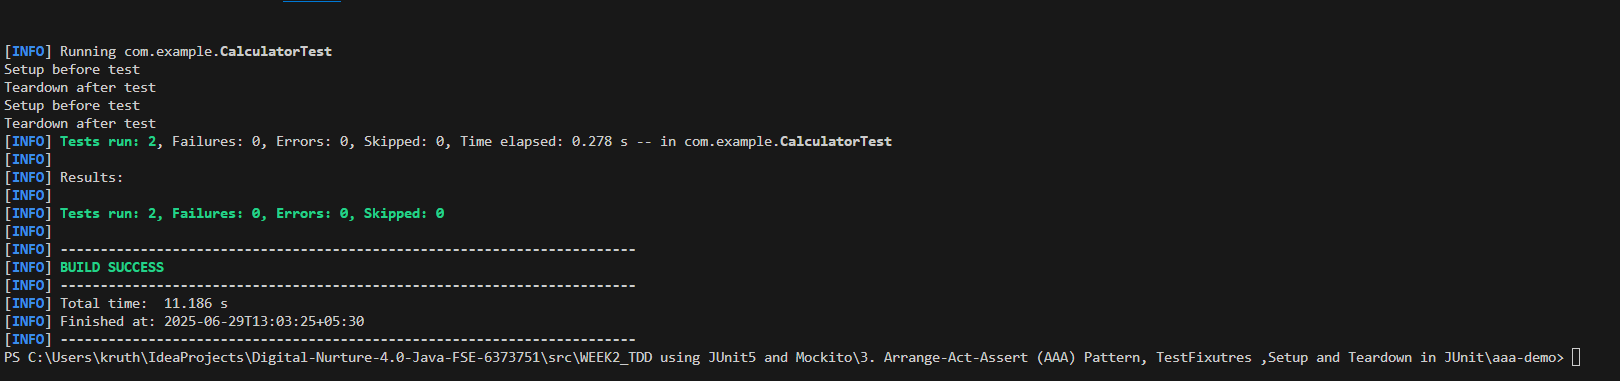 [INFO] Running com.example.CalculatorTest
Setup before test
Teardown after test
Setup before test
Teardown after test
[INFO] Tests run: 2, Failures: 0, Errors: 0, Skipped: 0, Time elapsed: 0.278 s -- in com.example.CalculatorTest
[INFO]
[INFO] Results:
[INFO]
[INFO] Tests run: 2, Failures: 0, Errors: 0, Skipped: 0
[INFO]
[INFO] ------------------------------------------------------------------------
[INFO] BUILD SUCCESS
[INFO] ------------------------------------------------------------------------
[INFO] Total time:  11.186 s
[INFO] Finished at: 2025-06-29T13:03:25+05:30
[INFO] ------------------------------------------------------------------------
PS C:\Users\kruth\IdeaProjects\Digital-Nurture-4.0-Java-FSE-6373751\src\WEEK2_TDD using JUnit5 and Mockito\3. Arrange-Act-Assert (AAA) Pattern, TestFixutres ,Setup and Teardown in JUnit\aaa-demo>